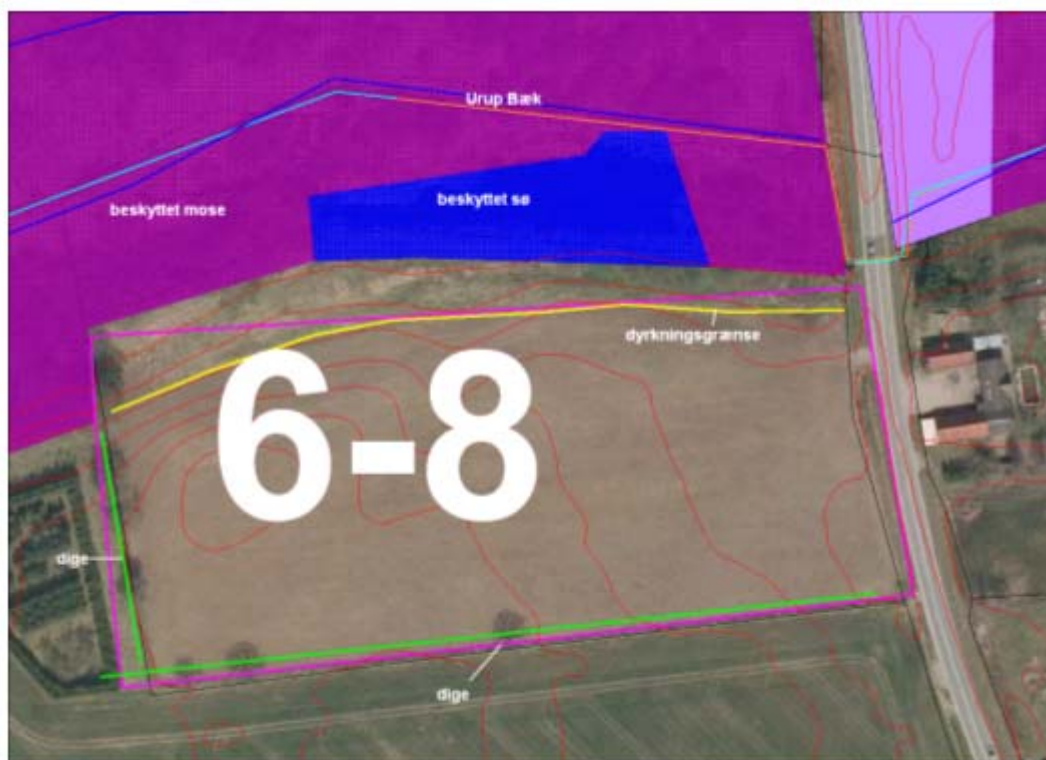 Urup Bæk
beskyttet sø
beskyttet mose
dyrkningsgrænse
6-8
dige
dige